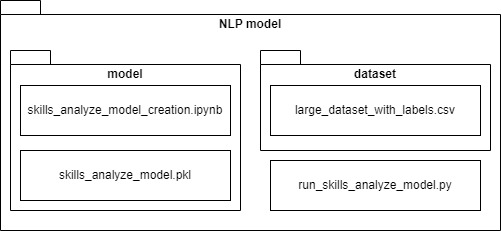 NLP model
model
skills_analyze_model_creation.ipynb
skills_analyze_model.pkl
dataset
large_dataset_with_labels.csv
run_skills_analyze_model.py